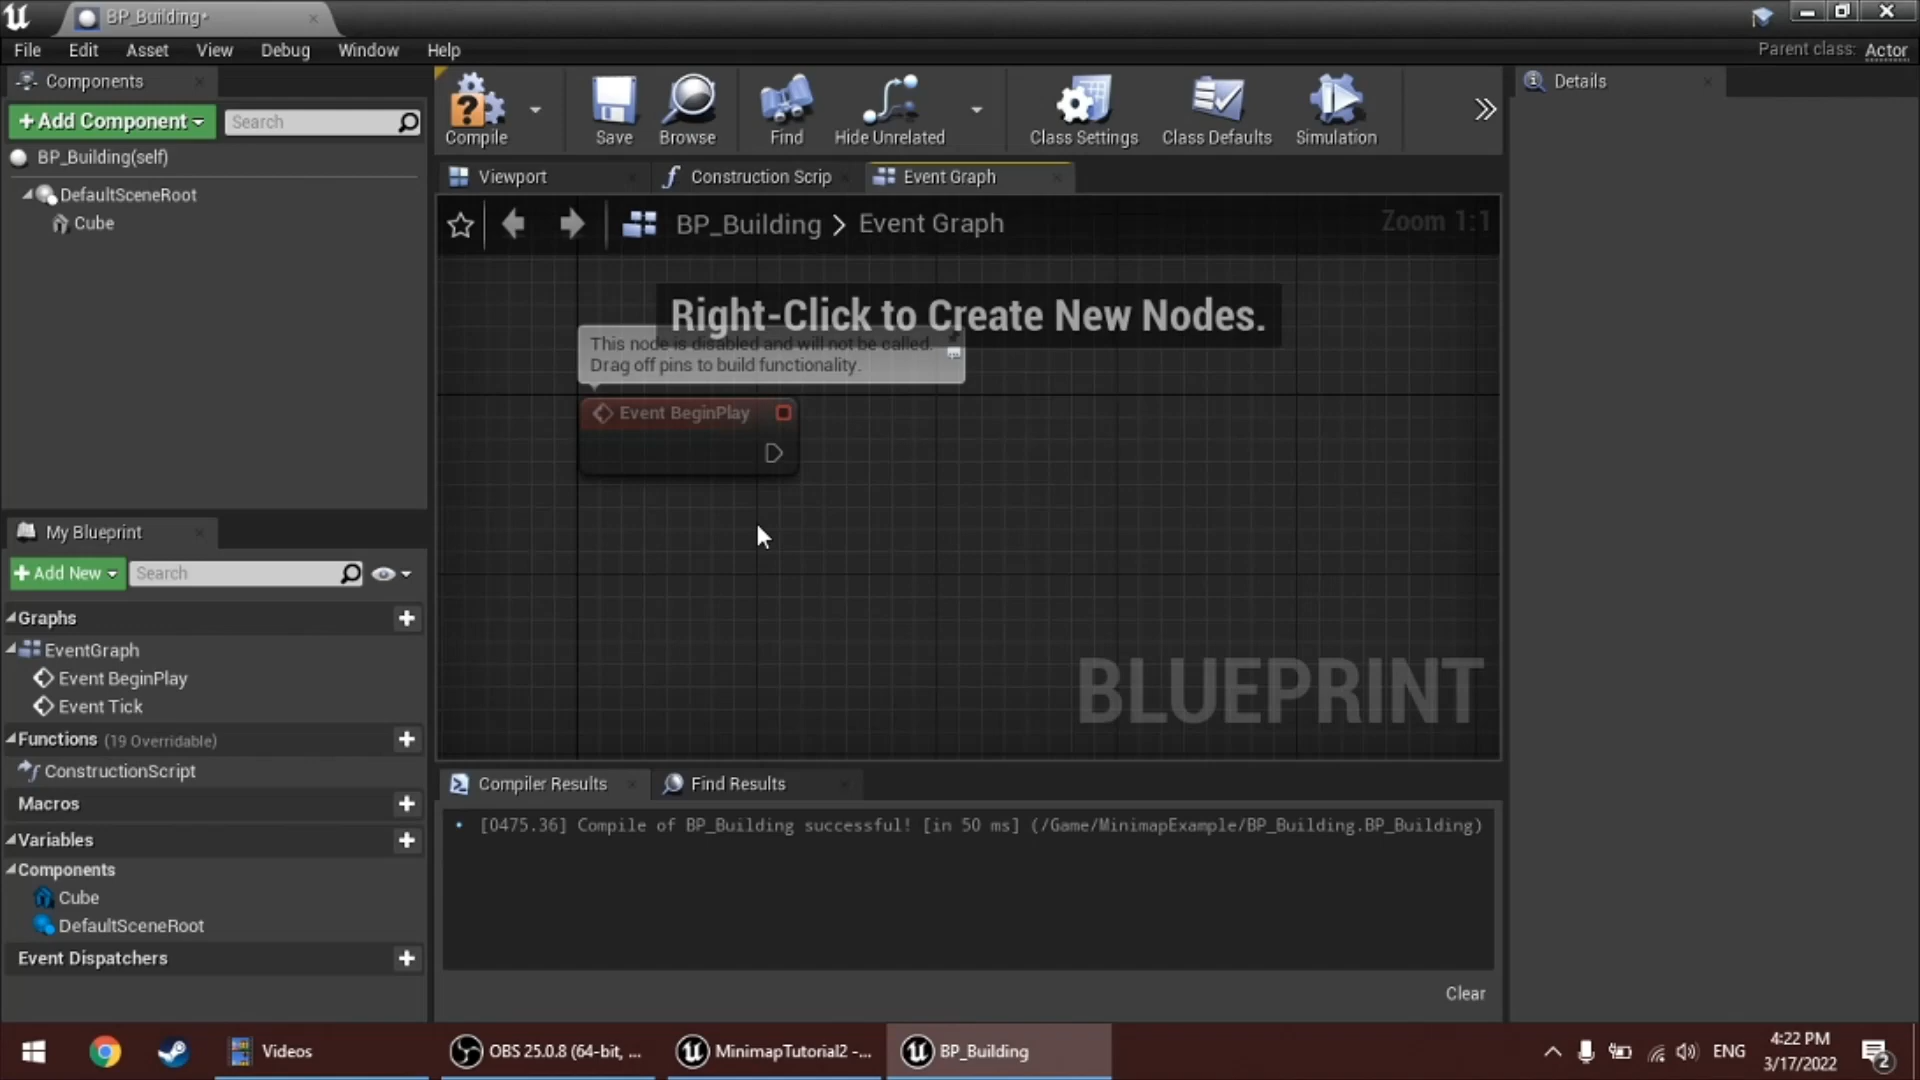 BP_Building*
File Edit Asset View Debug Window Help
Parent class: Actor
Components
+Add Component
Search
BP_Building(self)
DefaultSceneRoot
Cube
Compile
Save
Browse
Find
Hide Unrelated
Class Settings
Class Defaults
Simulation
Details
Viewport
Construction Scrip
Event Graph
BP_Building > Event Graph
Zoom 1:1
Right-Click to Create New Nodes.
This node is disabled and will not be called.
Drag off pins to build functionality.
Event BeginPlay
BLUEPRINT
My Blueprint
+Add New
Search
Graphs
EventGraph
Event BeginPlay
Event Tick
Functions (19 Overridable)
ConstructionScript
Macros
Variables
Components
Cube
DefaultSceneRoot
Event Dispatchers
Compiler Results
Find Results
[0475.36] Compile of BP_Building successful! [in 50 ms] (/Game/MinimapExample/BP_Building.BP_Building)
Clear
Videos
OBS 25.0.8 (64-bit, ...
MinimapTutorial2 -...
BP_Building
ENG
4:22 PM
3/17/2022
2